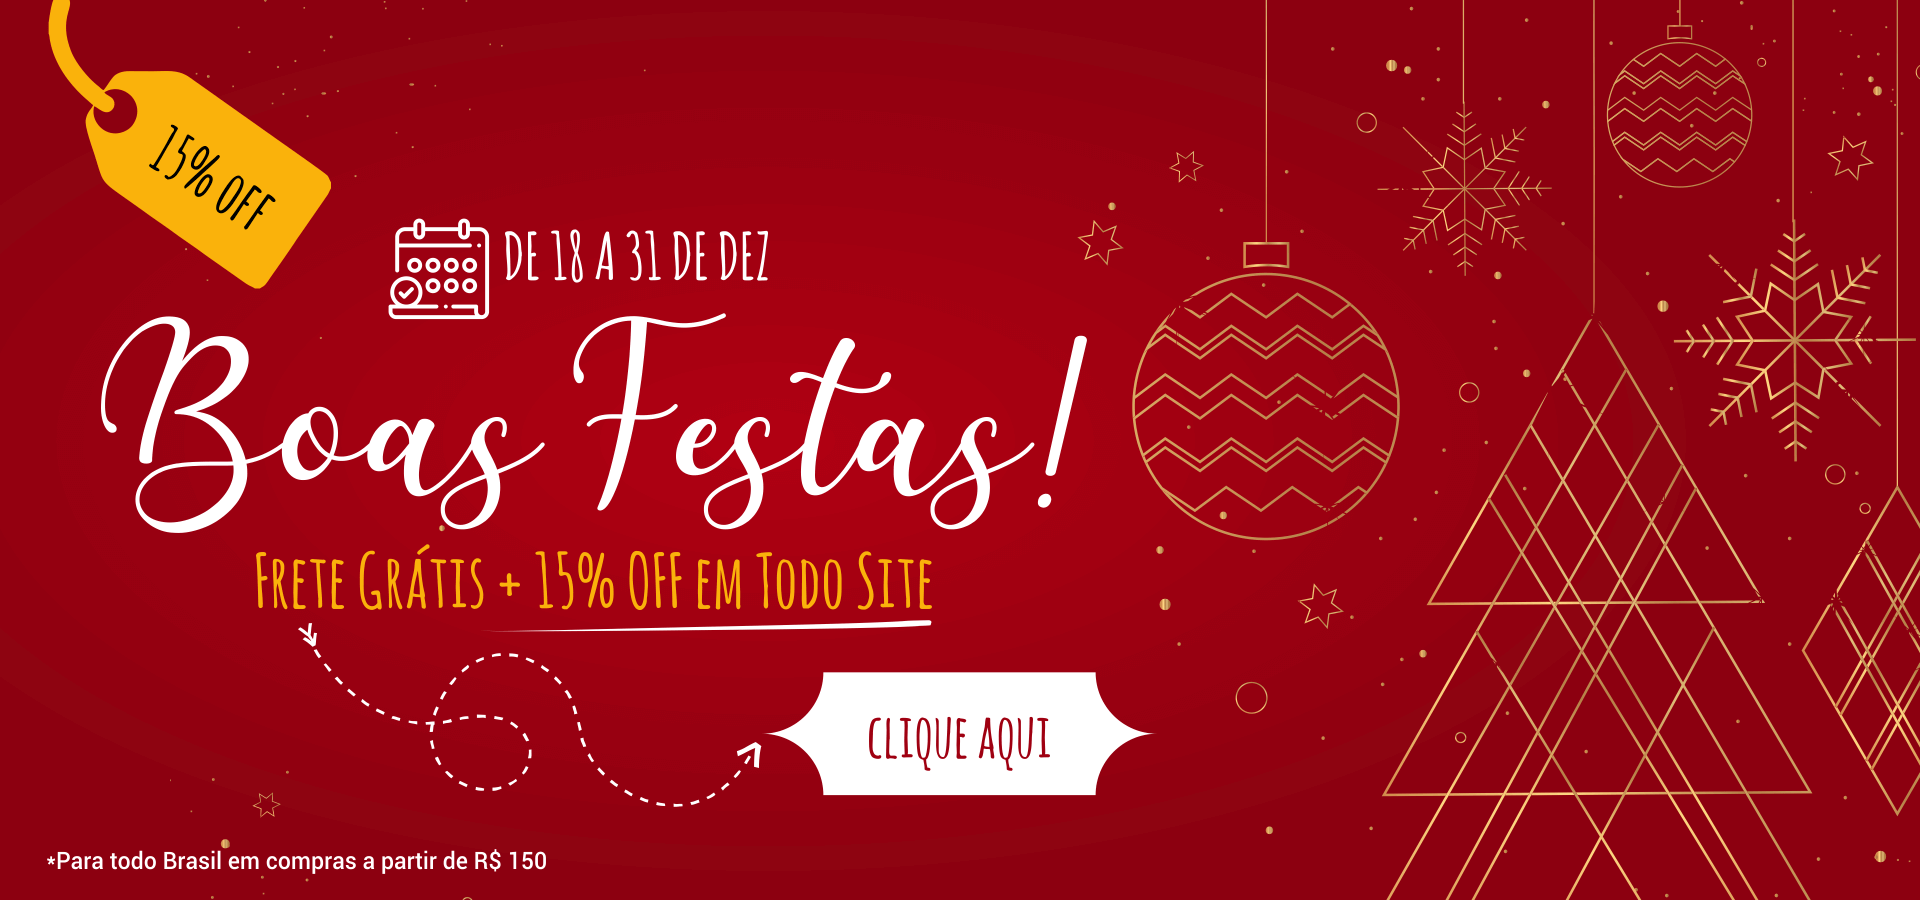 15% OFF
DE 18 A 31 DE DEZ
Boas Festas!
Frete Grátis + 15% OFF em Todo Site
CLIQUE AQUI
*Para todo Brasil em compras a partir de R$ 150